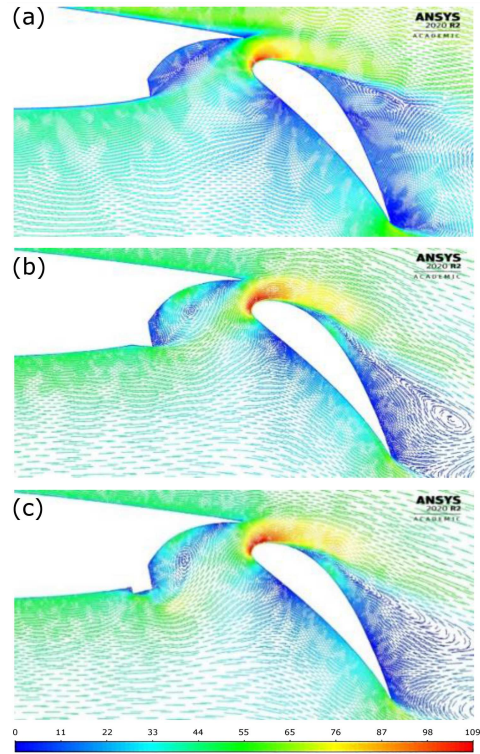 (a)
ANSYS
2020 R2
ACADEMIC
(b)
ANSYS
2020 R2
ACADEMIC
(c)
ANSYS
2020 R2
ACADEMIC
0 11 22 33 44 55 65 76 87 98 109